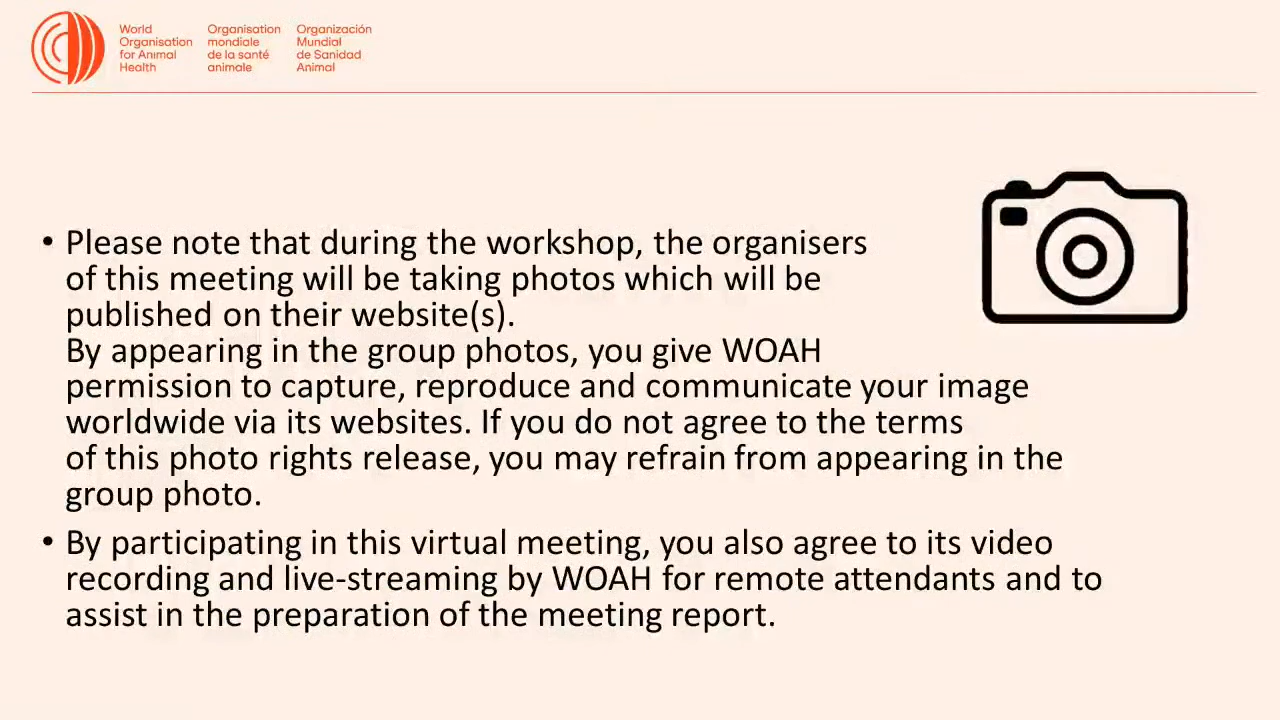 World
Organisation
for Animal
Health
Organisation
mondiale
de la santé
animale
Organización
Mundial
de Sanidad
Animal
• Please note that during the workshop, the organisers
of this meeting will be taking photos which will be
published on their website(s).
By appearing in the group photos, you give WOAH
permission to capture, reproduce and communicate your image
worldwide via its websites. If you do not agree to the terms
of this photo rights release, you may refrain from appearing in the
group photo.
• By participating in this virtual meeting, you also agree to its video
recording and live-streaming by WOAH for remote attendants and to
assist in the preparation of the meeting report.